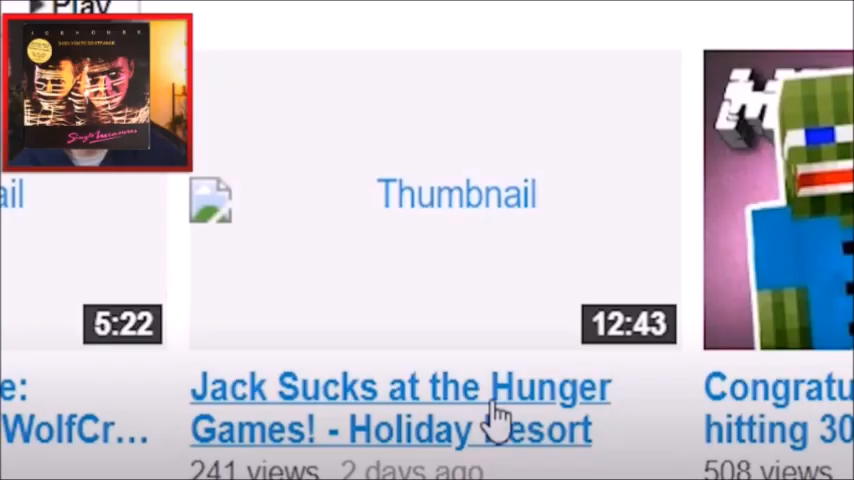 Play
ICEHOUSE
Thumbnail
ail
5:22
12:43
Jack Sucks at the Hunger
Games! - Holiday Resort
241 views 2 days ago
e:
WolfCr...
Congratu
hitting 30
508 views